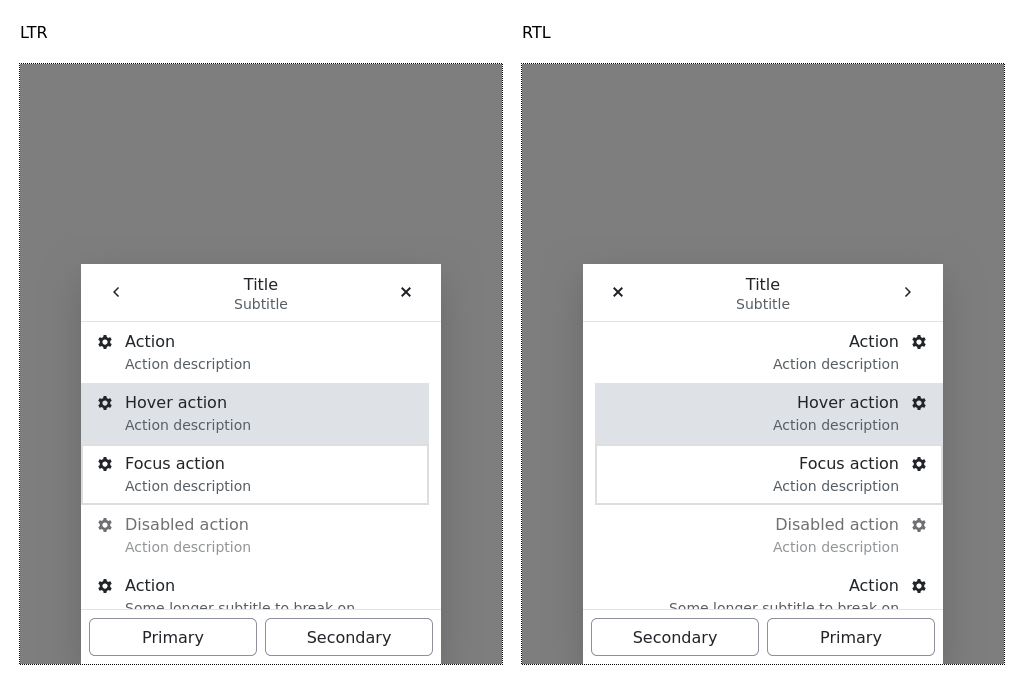 LTR
Title
Subtitle
Action
Action description
Hover action
Action description
Focus action
Action description
Disabled action
Action description
Action
Some longer subtitle to break on
Primary
Secondary
RTL
Title
Subtitle
Action
Action description
Hover action
Action description
Focus action
Action description
Disabled action
Action description
Action
Some longer subtitle to break on
Secondary
Primary